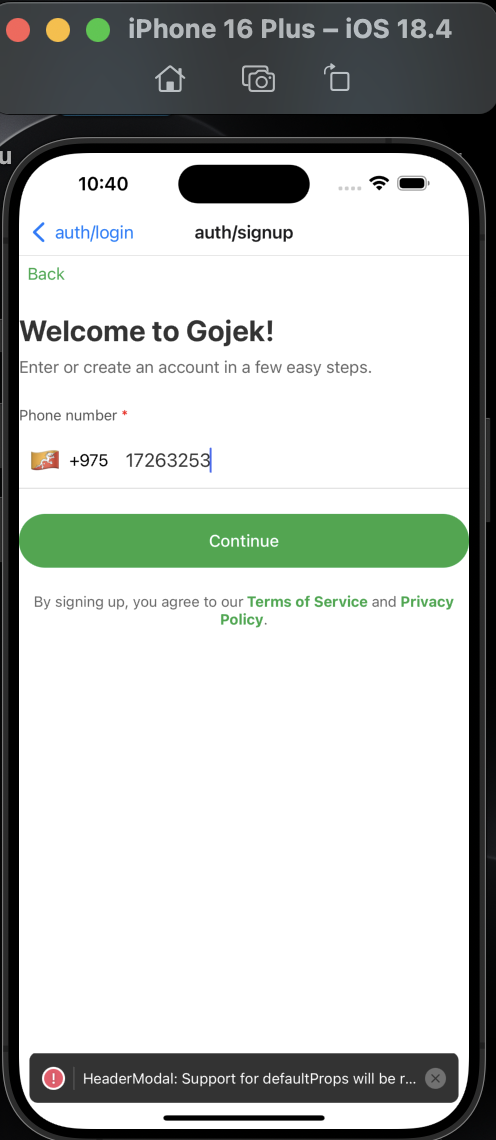 iPhone 16 Plus – iOS 18.4
u
10:40
auth/login auth/signup
Back
Welcome to Gojek!
Enter or create an account in a few easy steps.
Phone number *
+975 17263253
Continue
By signing up, you agree to our Terms of Service and Privacy
Policy.
! HeaderModal: Support for defaultProps will be r...